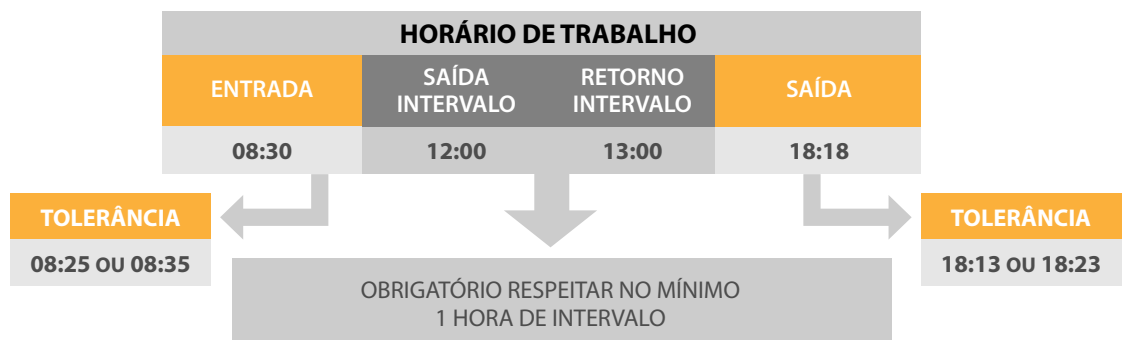 HORÁRIO DE TRABALHO
ENTRADA
SAÍDA
INTERVALO
RETORNO
INTERVALO
SAÍDA
08:30
12:00
13:00
18:18
TOLERÂNCIA
08:25 OU 08:35
TOLERÂNCIA
18:13 OU 18:23
OBRIGATÓRIO RESPEITAR NO MÍNIMO
1 HORA DE INTERVALO